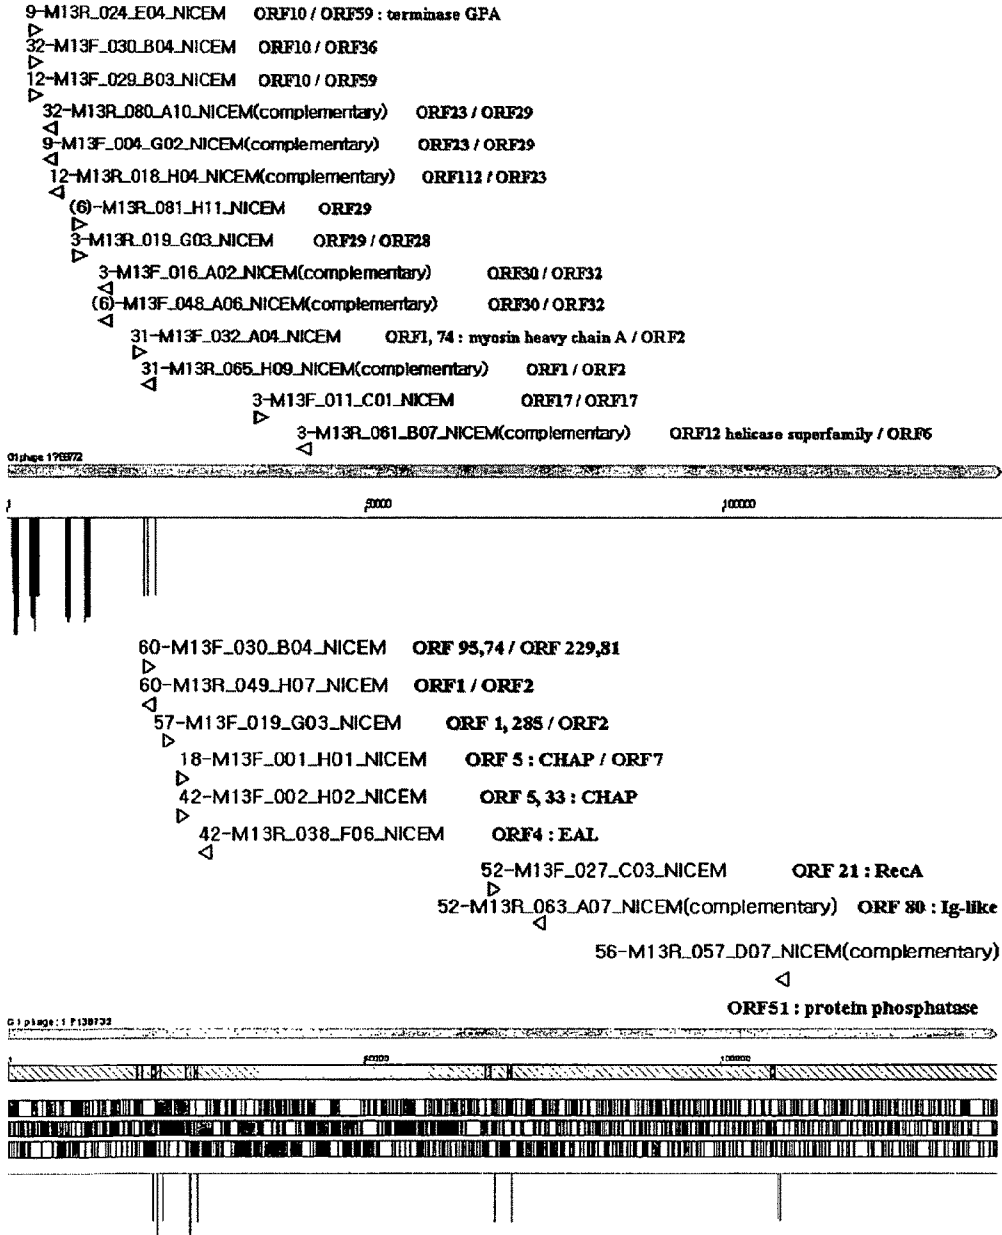 9-M13R_024_E04_NICEM ORF10 / ORF59 : terminase GPA
32-M13F_030_B04_NICEM ORF10 / ORF36
12-M13F_029_B03_NICEM ORF10 / ORF59
32-M13R_080_A10_NICEM(complementary) ORF23 / ORF29
9-M13F_004_G02_NICEM(complementary) ORF23 / ORF29
12-M13R_018_H04_NICEM(complementary) ORF112 / ORF23
(6)-M13R_081_H11_NICEM ORF29
3-M13R_019_G03_NICEM ORF29 / ORF28
3-M13F_016_A02_NICEM(complementary) ORF30 / ORF32
(6)-M13F_048_A06_NICEM(complementary) ORF30 / ORF32
31-M13F_032_A04_NICEM ORF1, 74 : myosin heavy chain A / ORF2
31-M13R_065_H09_NICEM(complementary) ORF1 / ORF2
3-M13F_011_C01_NICEM ORF17 / ORF17
3-M13R_061_B07_NICEM(complementary) ORF12 helicase superfamily / ORF6
G1phage
1 50000 100000
60-M13F_030_B04_NICEM ORF 95,74 / ORF 229,81
60-M13R_049_H07_NICEM ORF1 / ORF2
57-M13F_019_G03_NICEM ORF 1, 285 / ORF2
18-M13F_001_H01_NICEM ORF 5 : CHAP / ORF7
42-M13F_002_H02_NICEM ORF 5, 33 : CHAP
42-M13R_038_F06_NICEM ORF4 : EAL
52-M13F_027_C03_NICEM ORF 21 : RecA
52-M13R_063_A07_NICEM(complementary) ORF 80 : Ig-like
56-M13R_057_D07_NICEM(complementary)
ORF51 : protein phosphatase
G1 phage:
1 50000 100000